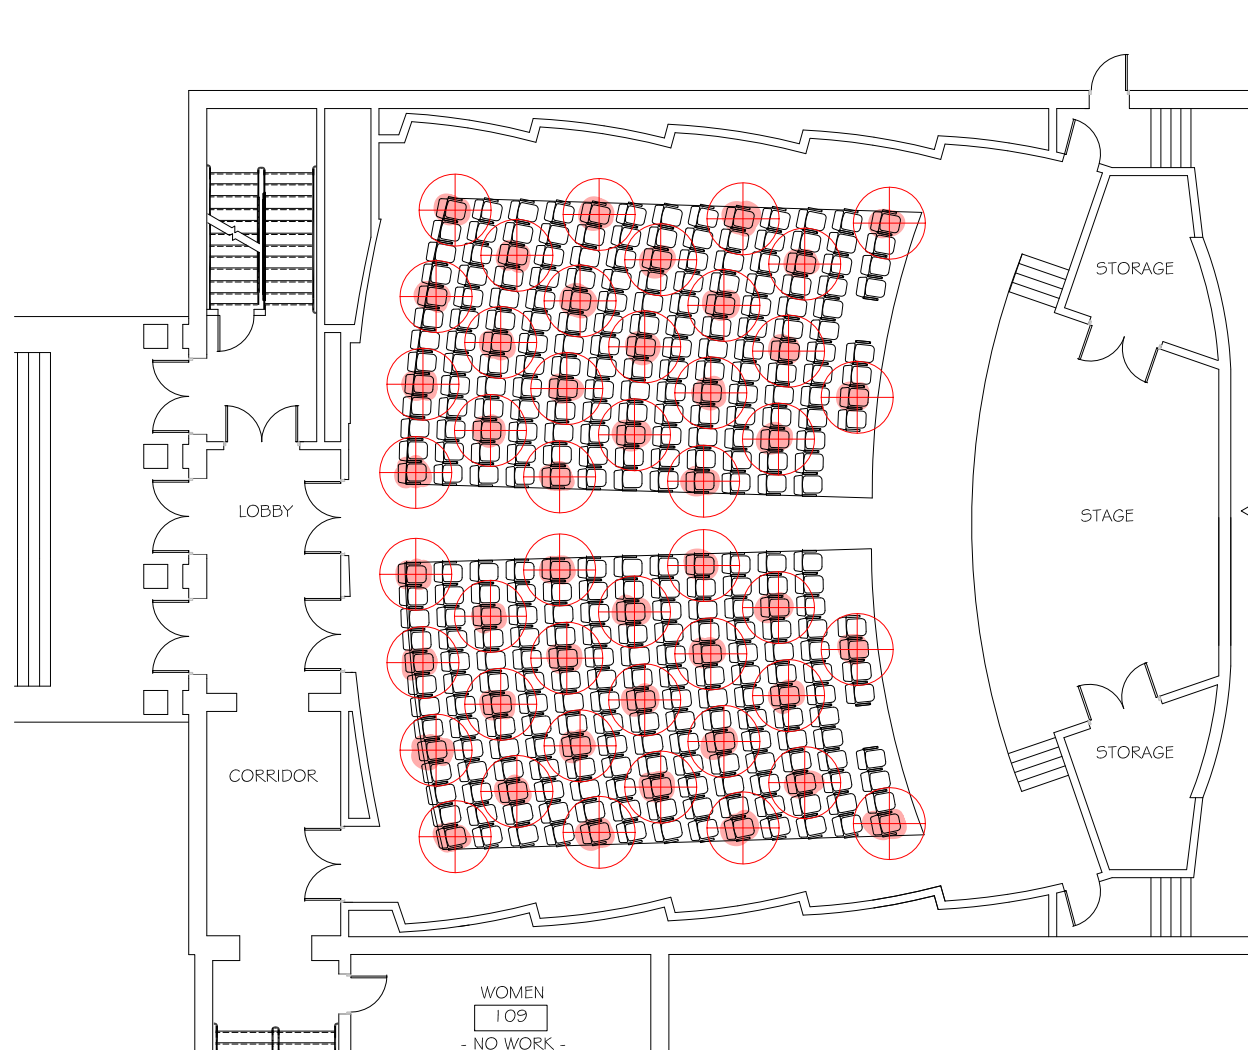 STORAGE
LOBBY
STAGE
STORAGE
CORRIDOR
WOMEN
109
- NO WORK -